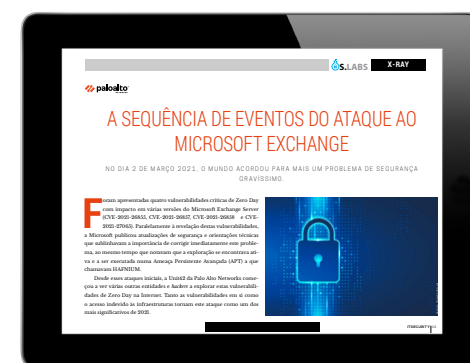 S.LABS X-RAY
paloalto
A SEQUÊNCIA DE EVENTOS DO ATAQUE AO
MICROSOFT EXCHANGE
NO DIA 2 DE MARÇO 2021, O MUNDO ACORDOU PARA MAIS UM PROBLEMA DE SEGURANÇA
GRAVÍSSIMO.
Foram apresentadas quatro vulnerabilidades críticas de Zero Day
com impacto em várias versões do Microsoft Exchange Server
(CVE-2021-26855, CVE-2021-26857, CVE-2021-26858 e CVE-
2021-27065). Paralelamente à revelação destas vulnerabilidades,
a Microsoft publicou atualizações de segurança e orientações técnicas
que sublinhavam a importância de corrigir imediatamente este proble-
ma, ao mesmo tempo que notavam que a exploração se encontrava ati-
va e a ser executada numa Ameaça Persistente Avançada (APT) a que
chamavam HAFNIUM.
Desde esses ataques iniciais, a Unit42 da Palo Alto Networks come-
çou a ver várias outras entidades e hackers a explorar estas vulnerabili-
dades de Zero Day na Internet. Tanto as vulnerabilidades em si como
o acesso indevido às infraestruturas tornam este ataque como um dos
mais significativos de 2021.